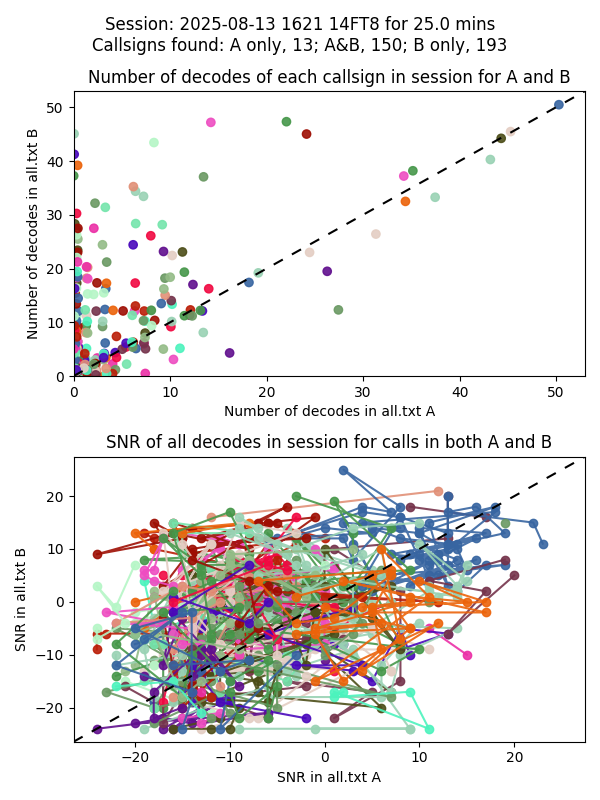 Session: 2025-08-13 1621 14FT8 for 25.0 mins
Callsigns found: A only, 13; A&B, 150; B only, 193
Number of decodes of each callsign in session for A and B
50
40
30
20
10
0
Number of decodes in all.txt B
0 10 20 30 40 50
Number of decodes in all.txt A
SNR of all decodes in session for calls in both A and B
20
10
0
−10
−20
SNR in all.txt B
−20 −10 0 10 20
SNR in all.txt A